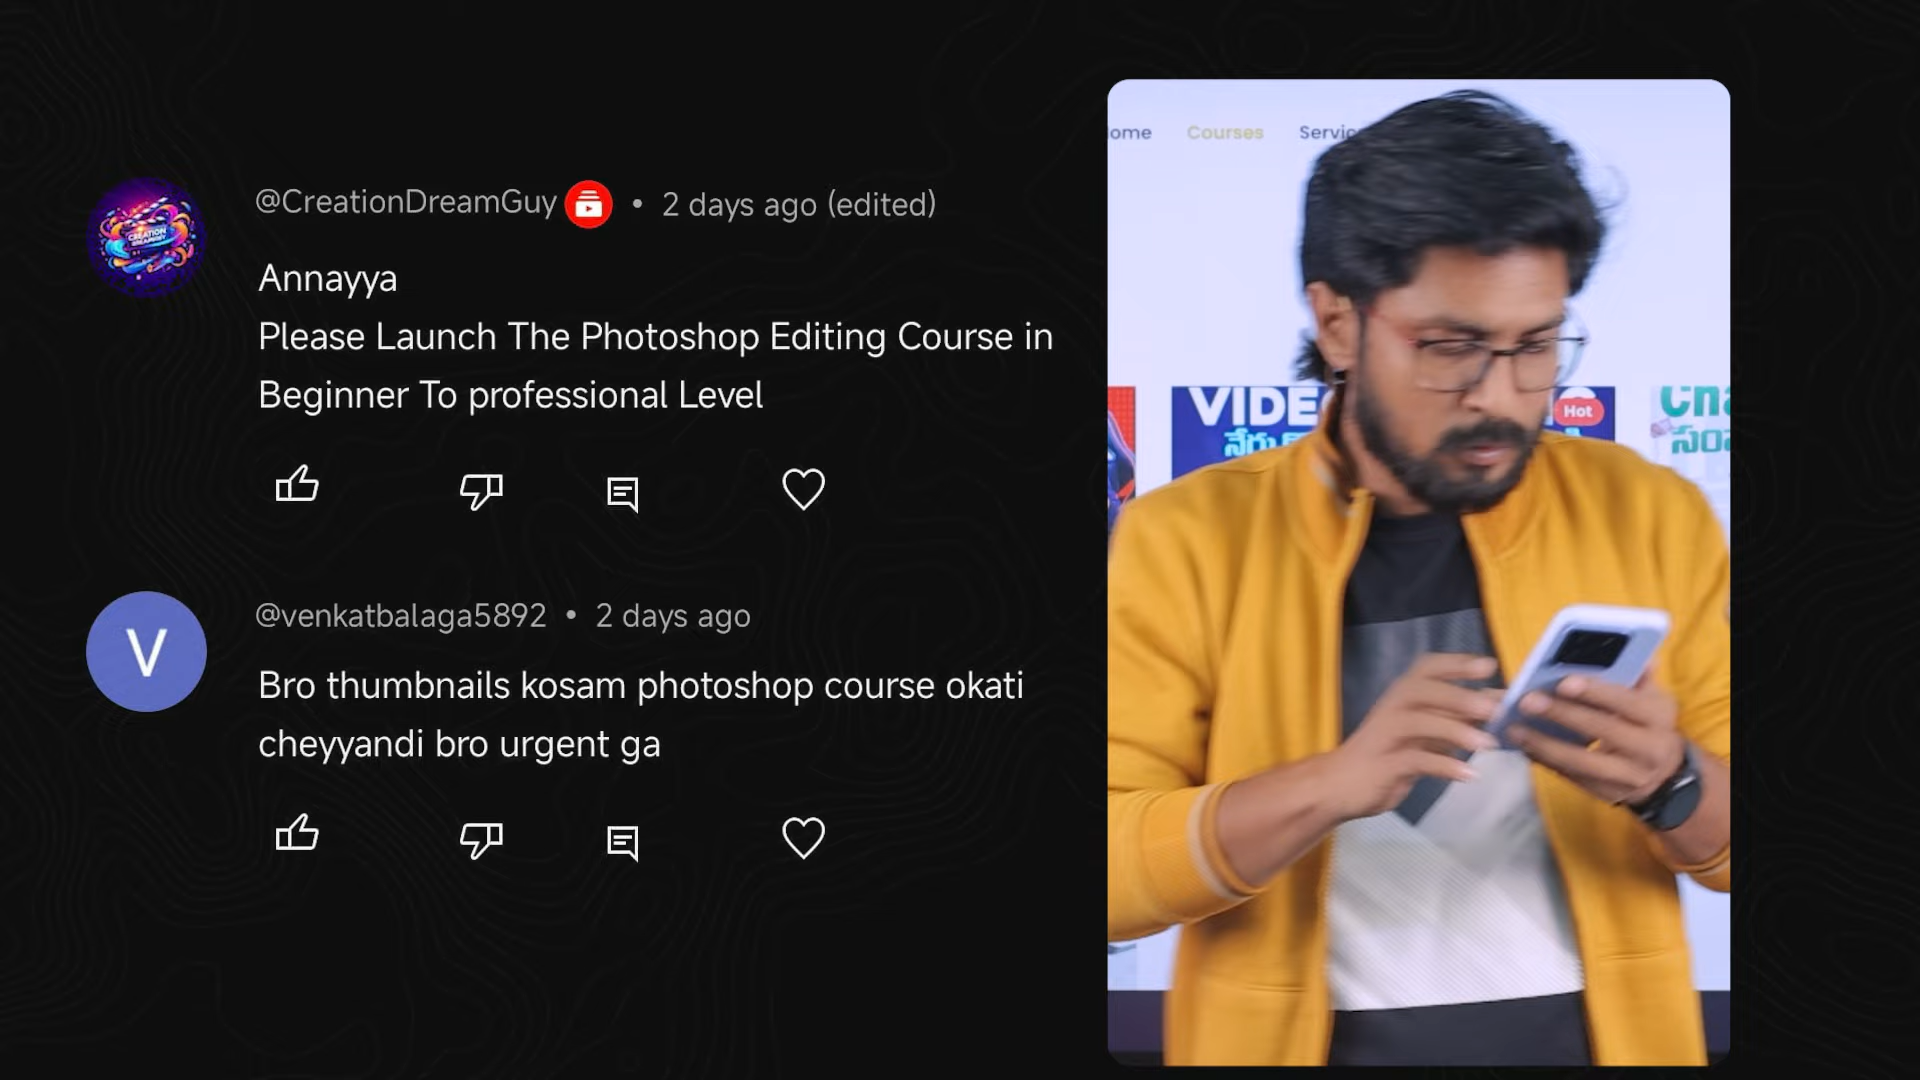 @CreationDreamGuy • 2 days ago (edited)
Annayya
Please Launch The Photoshop Editing Course in
Beginner To professional Level
@venkatbalaga5892 • 2 days ago
V
Bro thumbnails kosam photoshop course okati
cheyyandi bro urgent ga
Courses
VIDE
Hot